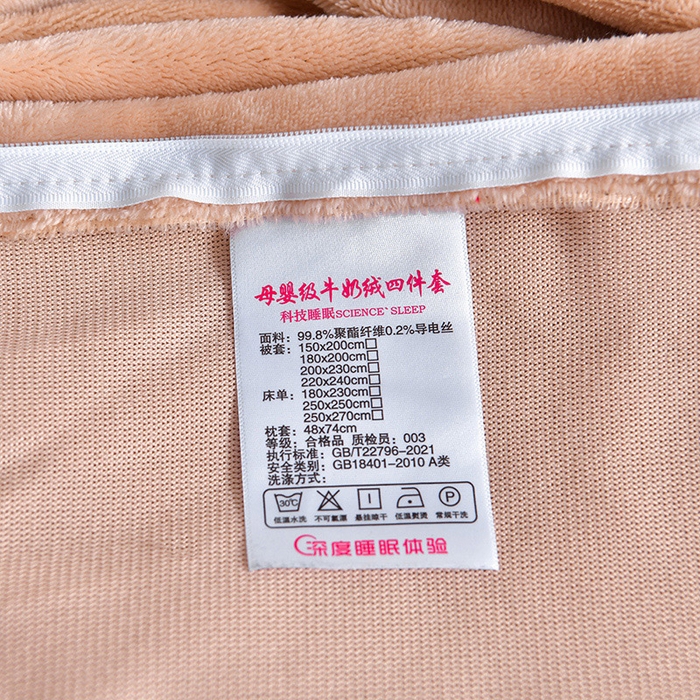 母婴级牛奶绒四件套
科技睡眠SCIENCE`SLEEP
面料：99.8%聚酯纤维0.2%导电丝
被套：150x200cm□
180x200cm□
200x230cm□
220x240cm□
床单：180x230cm□
250x250cm□
250x270cm□
枕套：48x74cm
等级：合格品 质检员：003
执行标准：GB/T22796-2021
安全类别：GB18401-2010 A类
洗涤方式：
30℃ P
低温水洗 不可氯漂 悬挂晾干 低温熨烫 常规干洗
深度睡眠体验